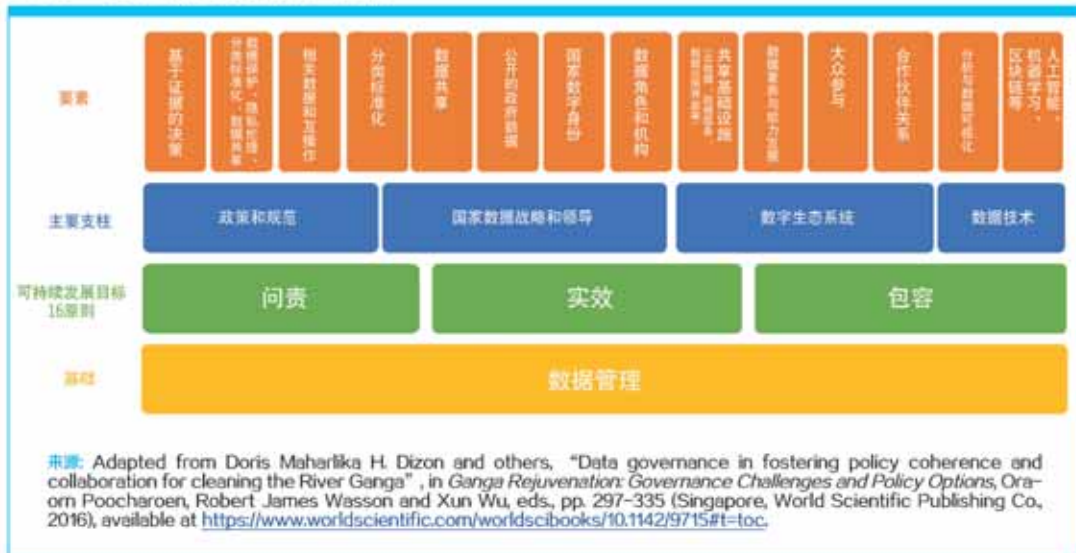 要素
基于证据的决策
数据保护、隐私伦理、
分类标准化、数据共享
相关数据和互操作
分类标准化
数据共享
公开的政府数据
国家数字身份
数据角色和机构
共享基础设施
数据素养与能力发展
大众参与
合作伙伴关系
分析与数据可视化
人工智能、
机器学习、
区块链等
主要支柱
政策和规范
国家数据战略和领导
数字生态系统
数据技术
可持续发展目标
16原则
问责
实效
包容
基础
数据管理
来源: Adapted from Doris Maharlika H. Dizon and others, “Data governance in fostering policy coherence and
collaboration for cleaning the River Ganga”, in Ganga Rejuvenation: Governance Challenges and Policy Options, Ora-
orn Poocharoen, Robert James Wasson and Xun Wu, eds., pp. 297-335 (Singapore, World Scientific Publishing Co.,
2016), available at https://www.worldscientific.com/worldscibooks/10.1142/9715#t=toc.